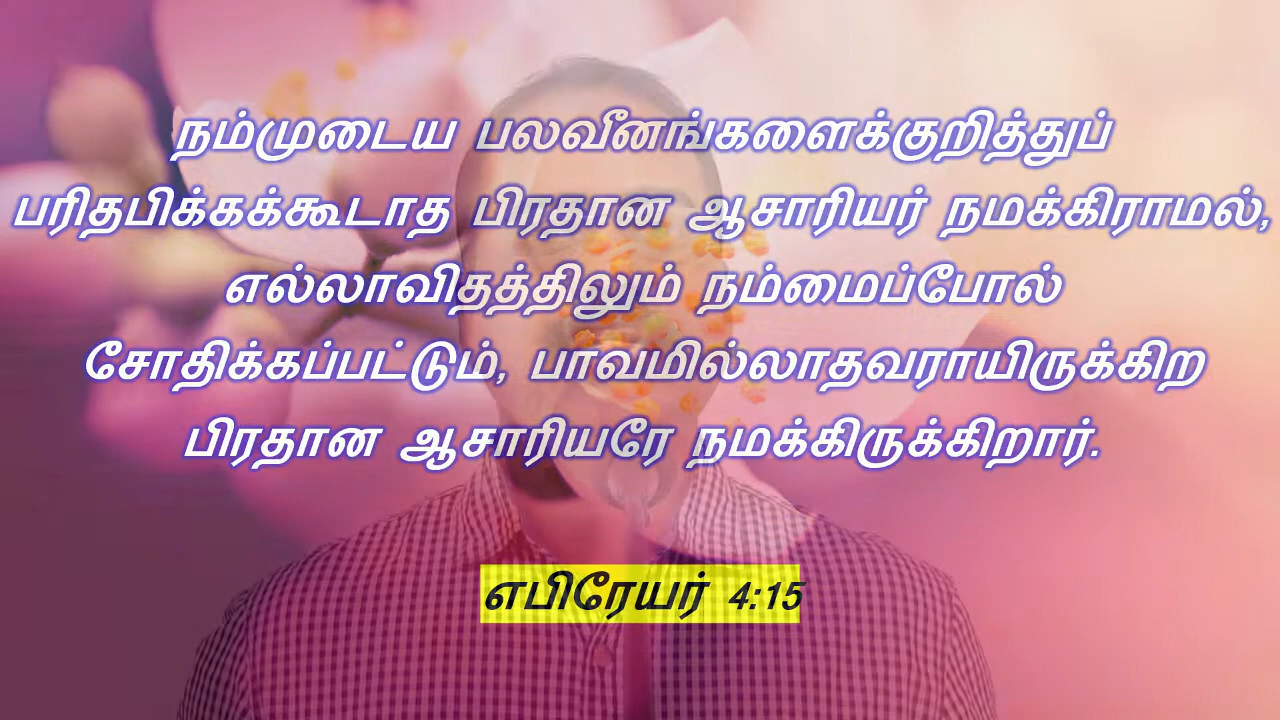 நம்முடைய பலவீனங்களைக்குறித்துப்
பரிதபிக்கக்கூடாத பிரதான ஆசாரியர் நமக்கிராமல்,
எல்லாவிதத்திலும் நம்மைப்போல்
சோதிக்கப்பட்டும், பாவமில்லாதவராயிருக்கிற
பிரதான ஆசாரியரே நமக்கிருக்கிறார்.
எபிரேயர் 4:15